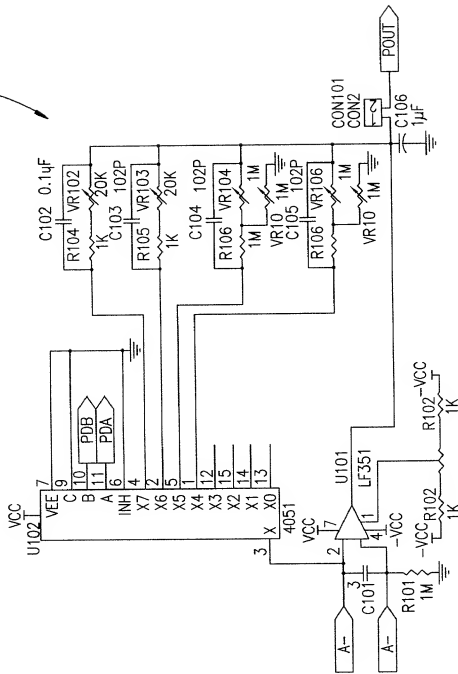 C102 0.1µF
R104 VR102
1K 20K
C103 102P
R105 VR103
1K 20K
C104 102P
R106 VR104
1M 1M
VR10 1M
C105 102P
R106 VR106
1M 1M
VR10 1M
CON101
CON2
C106
1µF
POUT
VCC
U102
VEE 7
C 9
B 10 PDB
A 11 PDA
INH 6
X7 4
X6 2
X5 5
X4 1
X3 12
X2 15
X1 14
X0 13
X
3
4051
VCC
U101
LF351
2
7
1
4
3
-VCC
A-
A-
C101
R101
1M
-VCC
R102
1K
R102
1K
-VCC